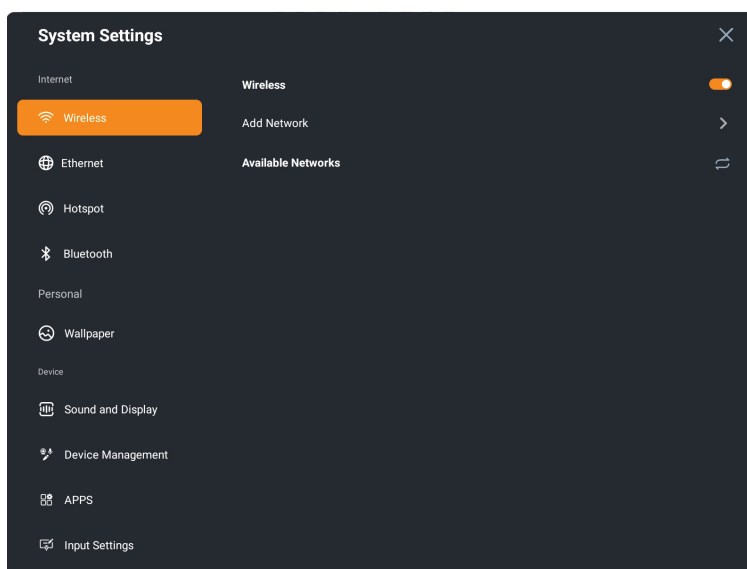 System Settings
Internet
Wireless
Ethernet
Hotspot
Bluetooth
Personal
Wallpaper
Device
Sound and Display
Device Management
APPS
Input Settings
Wireless
Add Network
Available Networks